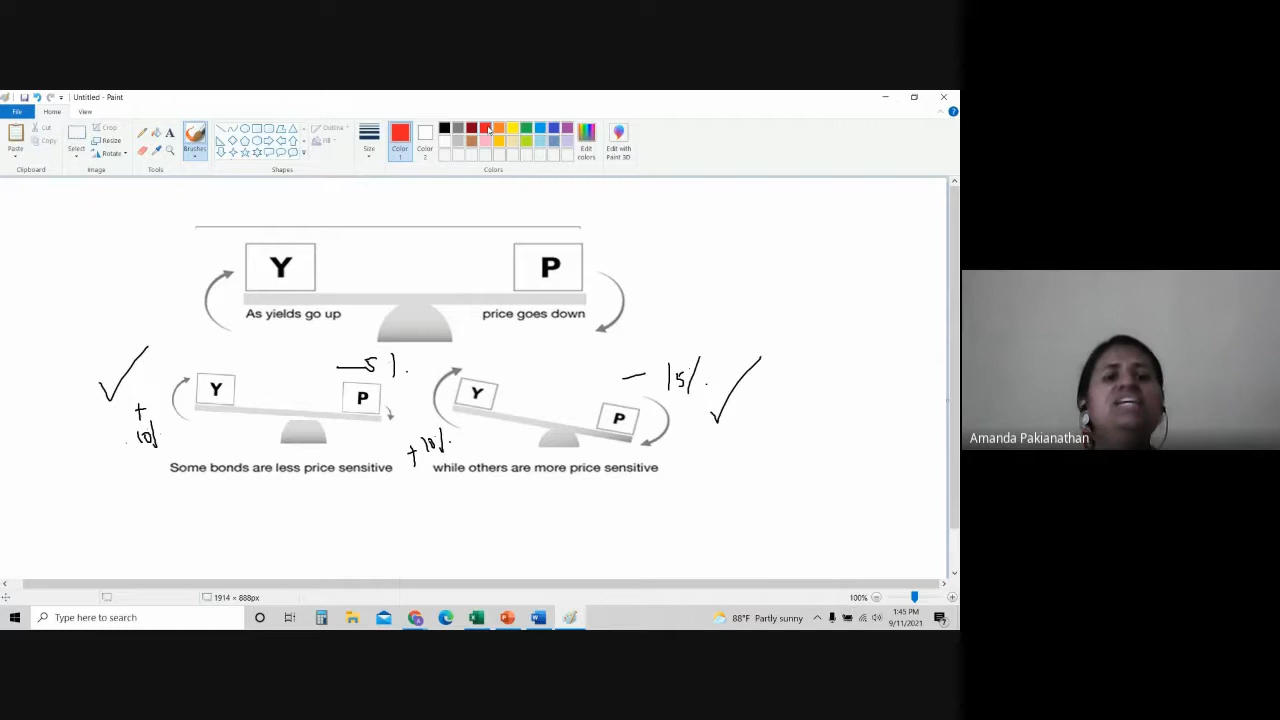 Untitled - Paint
File Home View
Paste
Cut
Copy
Clipboard
Select
Crop
Resize
Rotate
Image
A
Tools
Brushes
Outline
Fill
Shapes
Size
Color 1
Color 2
Edit colors
Colors
Edit with Paint 3D
Y P
As yields go up price goes down
— 5 %.
— 15%.
Y P
Y P
+ 10%
+ 10%.
Some bonds are less price sensitive while others are more price sensitive
Amanda Pakianathan
1914 × 888px
100%
Type here to search
88°F Partly sunny
1:45 PM
9/11/2021